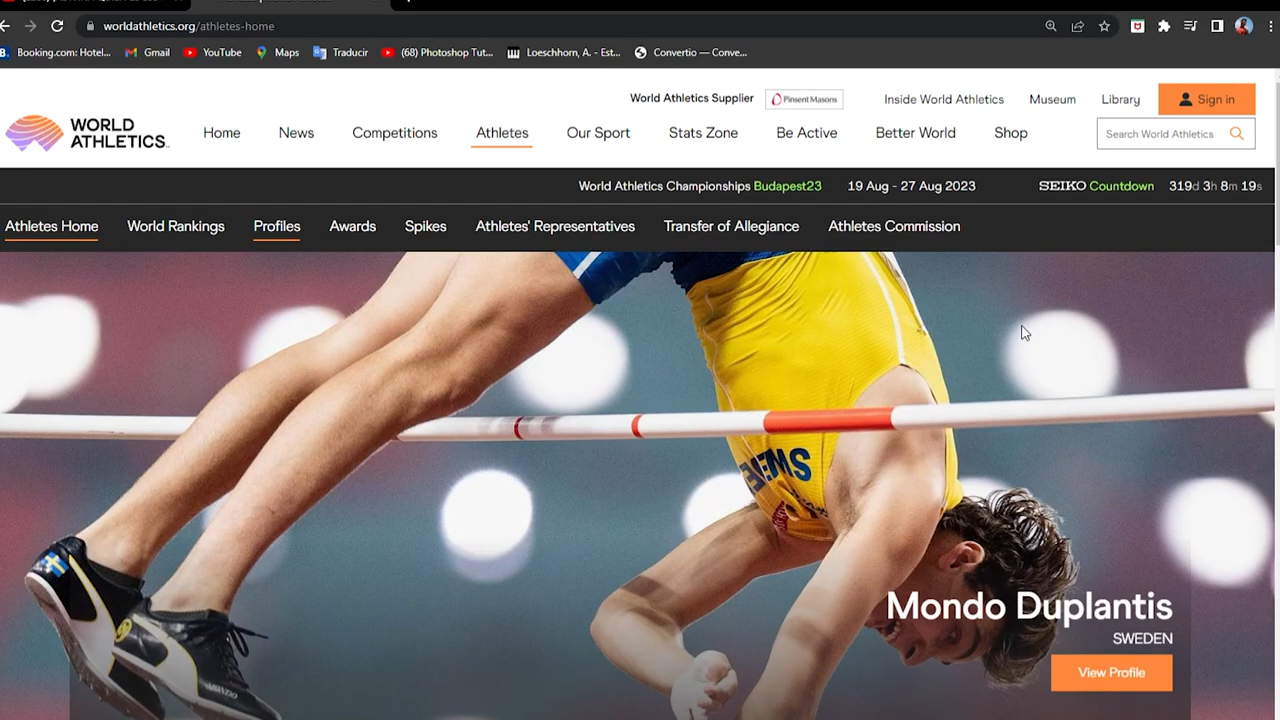 worldathletics.org/athletes-home
Booking.com: Hotel... Gmail YouTube Maps Traducir (68) Photoshop Tut... Loeschhorn, A. - Est... Convertio — Conve...
World Athletics Supplier Pinsent Masons Inside World Athletics Museum Library Sign in
WORLD ATHLETICS
Home News Competitions Athletes Our Sport Stats Zone Be Active Better World Shop Search World Athletics
World Athletics Championships Budapest23 19 Aug - 27 Aug 2023 SEIKO Countdown 319d 3h 8m 19s
Athletes Home World Rankings Profiles Awards Spikes Athletes' Representatives Transfer of Allegiance Athletes Commission
Mondo Duplantis
SWEDEN
View Profile